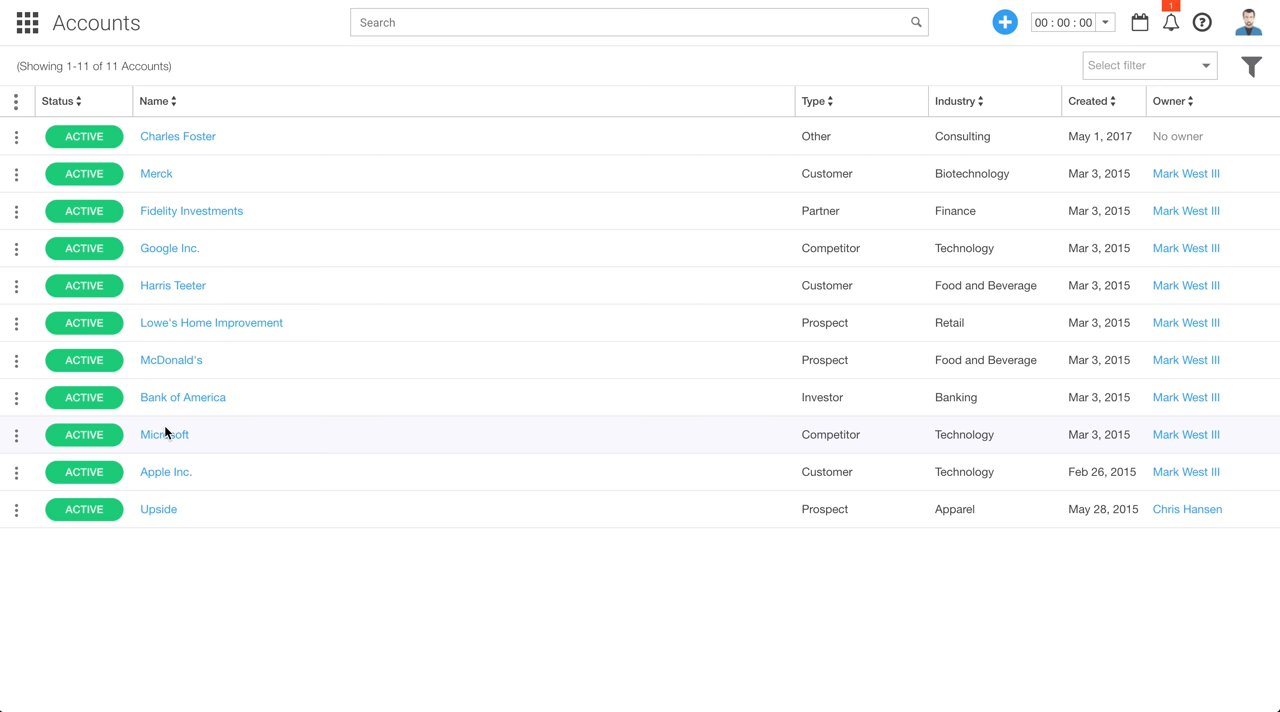 Accounts
Search
00 : 00 : 00
1
(Showing 1-11 of 11 Accounts)
Select filter
Status Name Type Industry Created Owner
ACTIVE Charles Foster Other Consulting May 1, 2017 No owner
ACTIVE Merck Customer Biotechnology Mar 3, 2015 Mark West III
ACTIVE Fidelity Investments Partner Finance Mar 3, 2015 Mark West III
ACTIVE Google Inc. Competitor Technology Mar 3, 2015 Mark West III
ACTIVE Harris Teeter Customer Food and Beverage Mar 3, 2015 Mark West III
ACTIVE Lowe's Home Improvement Prospect Retail Mar 3, 2015 Mark West III
ACTIVE McDonald's Prospect Food and Beverage Mar 3, 2015 Mark West III
ACTIVE Bank of America Investor Banking Mar 3, 2015 Mark West III
ACTIVE Microsoft Competitor Technology Mar 3, 2015 Mark West III
ACTIVE Apple Inc. Customer Technology Feb 26, 2015 Mark West III
ACTIVE Upside Prospect Apparel May 28, 2015 Chris Hansen